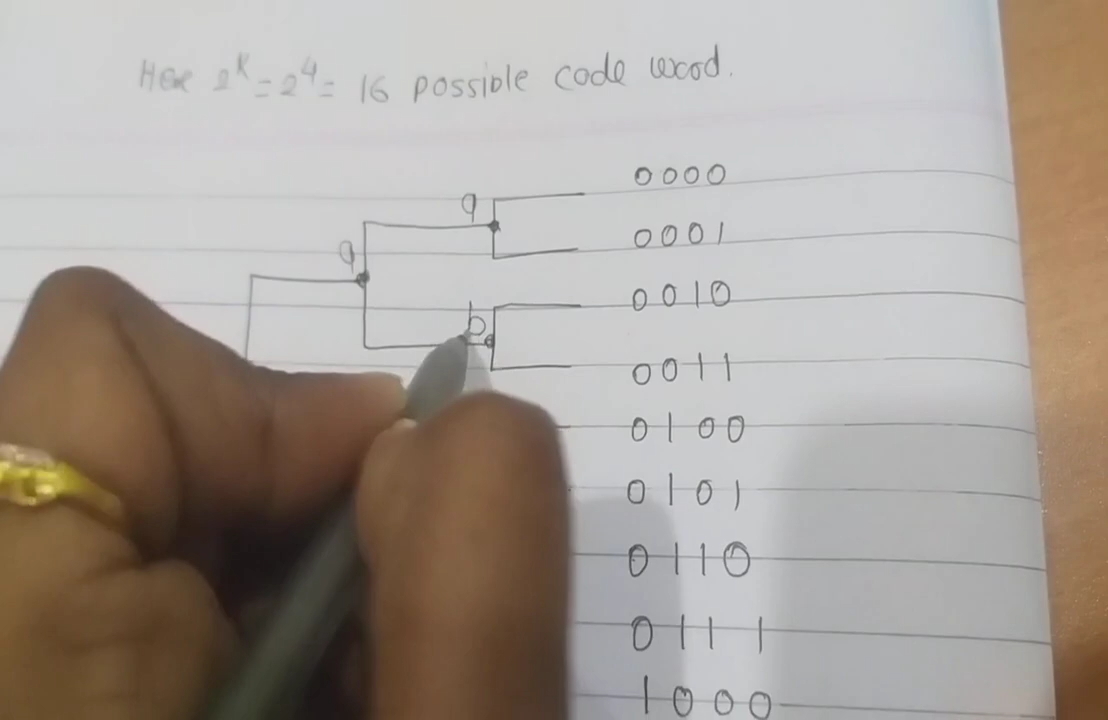 Here 2^k = 2^4 = 16 possible code word.
0000
a
0001
a
0010
b
0011
0100
0101
0110
0111
1000